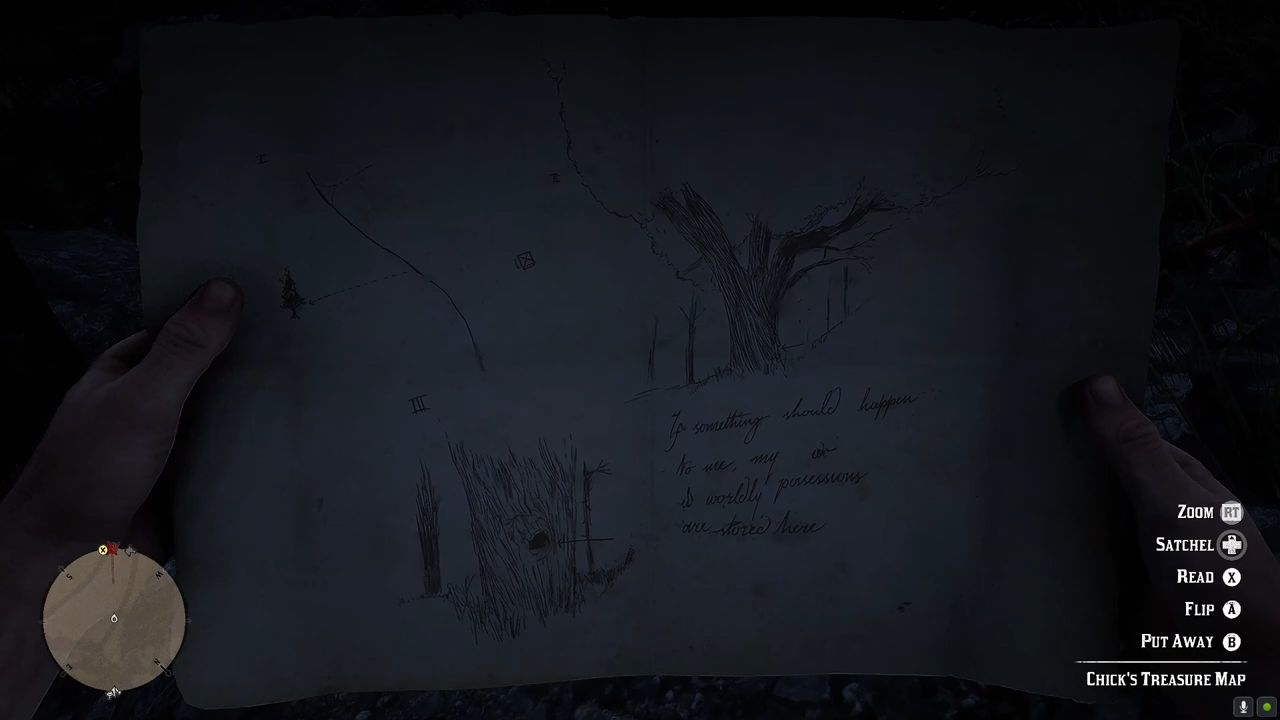 I
II
If something should happen
to me, my
worldly possessions
are stored here
III
ZOOM RT
SATCHEL
READ X
FLIP A
PUT AWAY B
CHICK'S TREASURE MAP
X
S
W
E
N